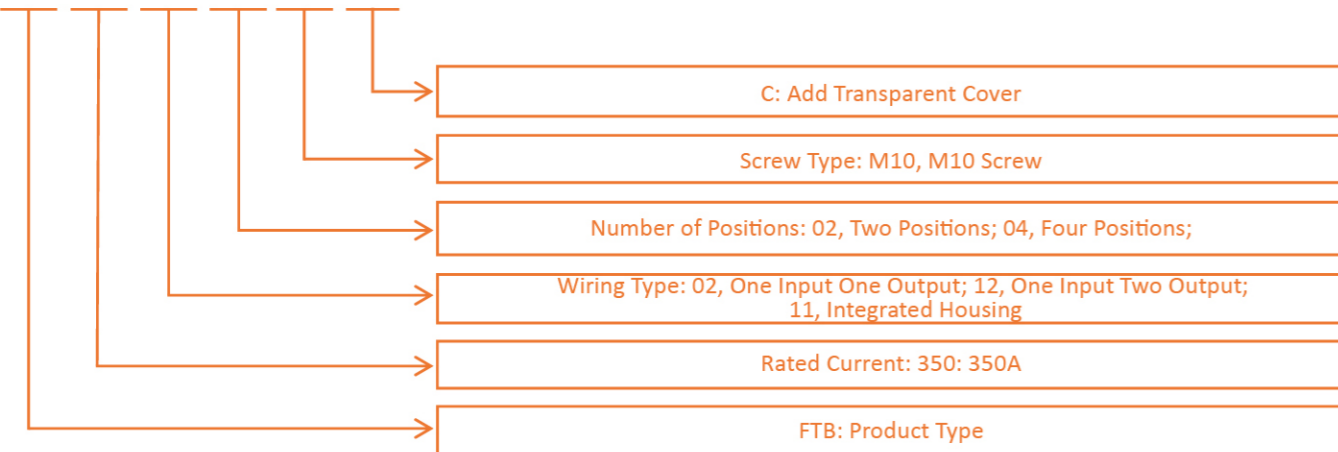 C: Add Transparent Cover
Screw Type: M10, M10 Screw
Number of Positions: 02, Two Positions; 04, Four Positions;
Wiring Type: 02, One Input One Output; 12, One Input Two Output;
11, Integrated Housing
Rated Current: 350: 350A
FTB: Product Type